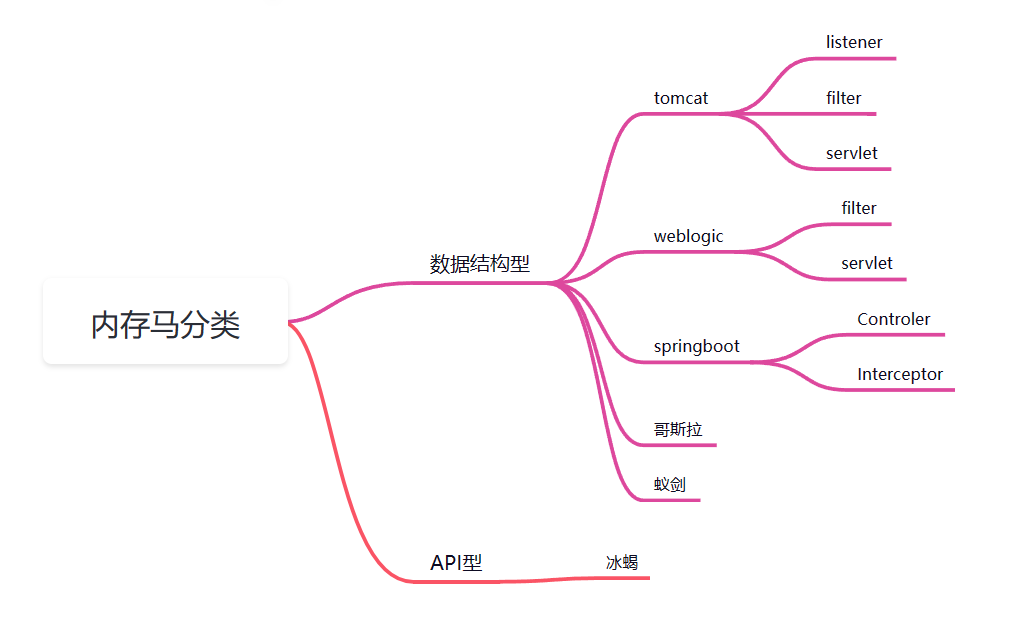 内存马分类
数据结构型
tomcat
listener
filter
servlet
weblogic
filter
servlet
springboot
Controler
Interceptor
哥斯拉
蚁剑
API型
冰蝎